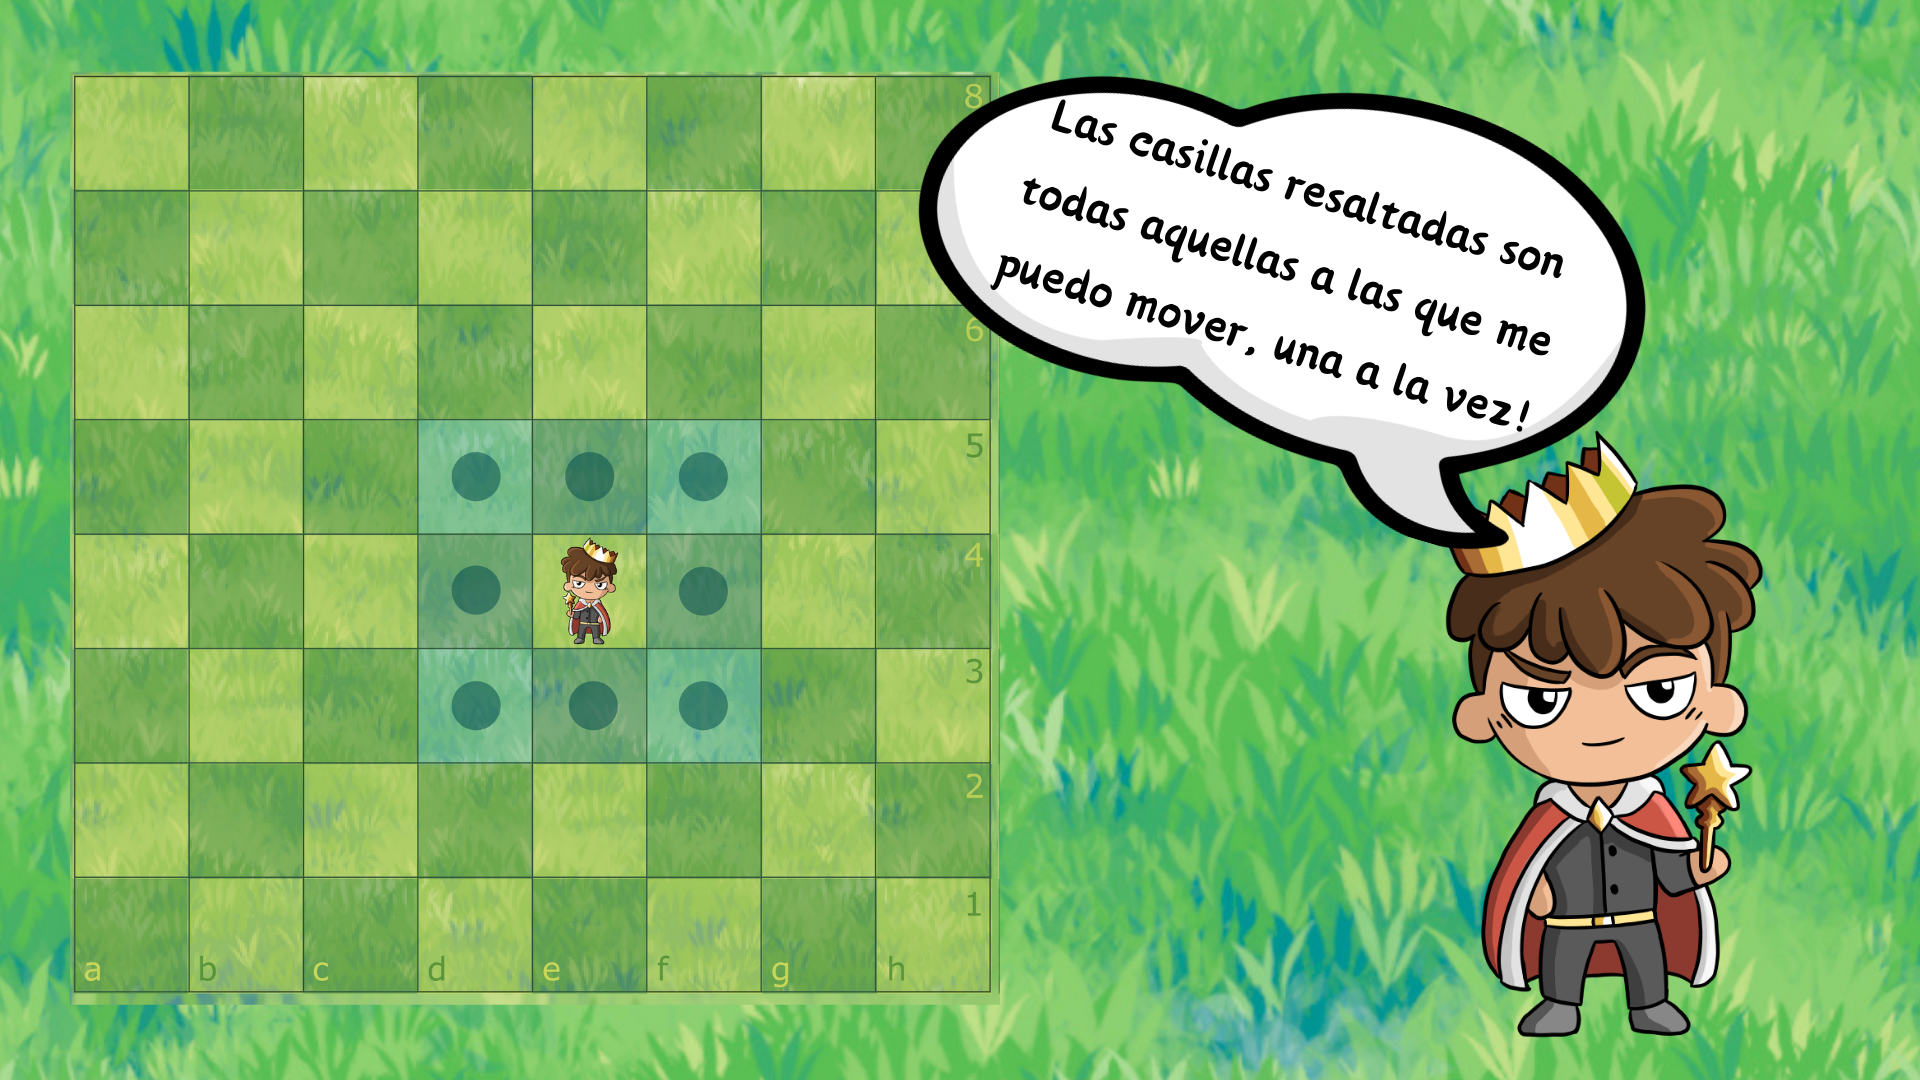 Las casillas resaltadas son
todas aquellas a las que me
puedo mover, una a la vez!
8
6
5
4
3
2
1
a b c d e f g h